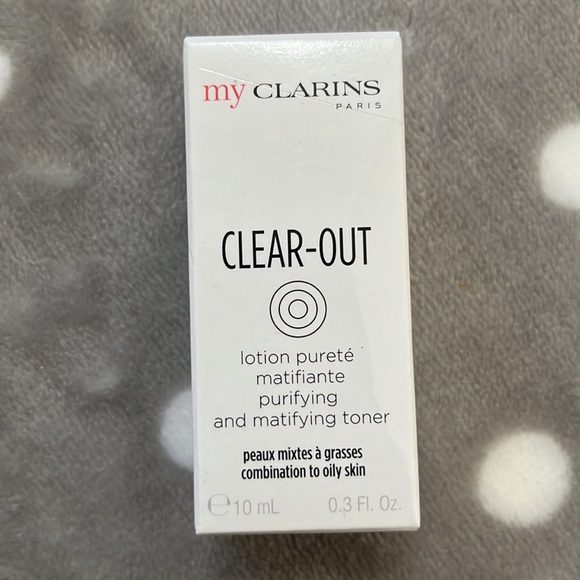 my CLARINS
PARIS
CLEAR-OUT
lotion pureté
matifiante
purifying
and matifying toner
peaux mixtes à grasses
combination to oily skin
℮10 mL 0.3 Fl. Oz.